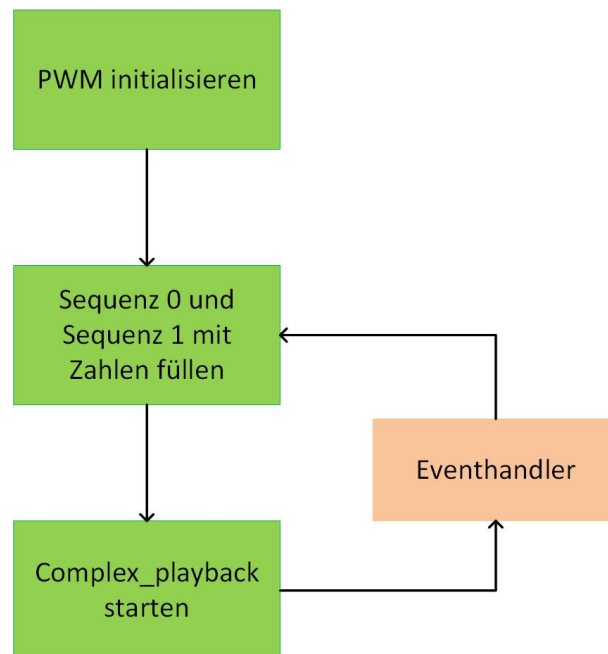 PWM initialisieren
Sequenz 0 und
Sequenz 1 mit
Zahlen füllen
Eventhandler
Complex_playback
starten